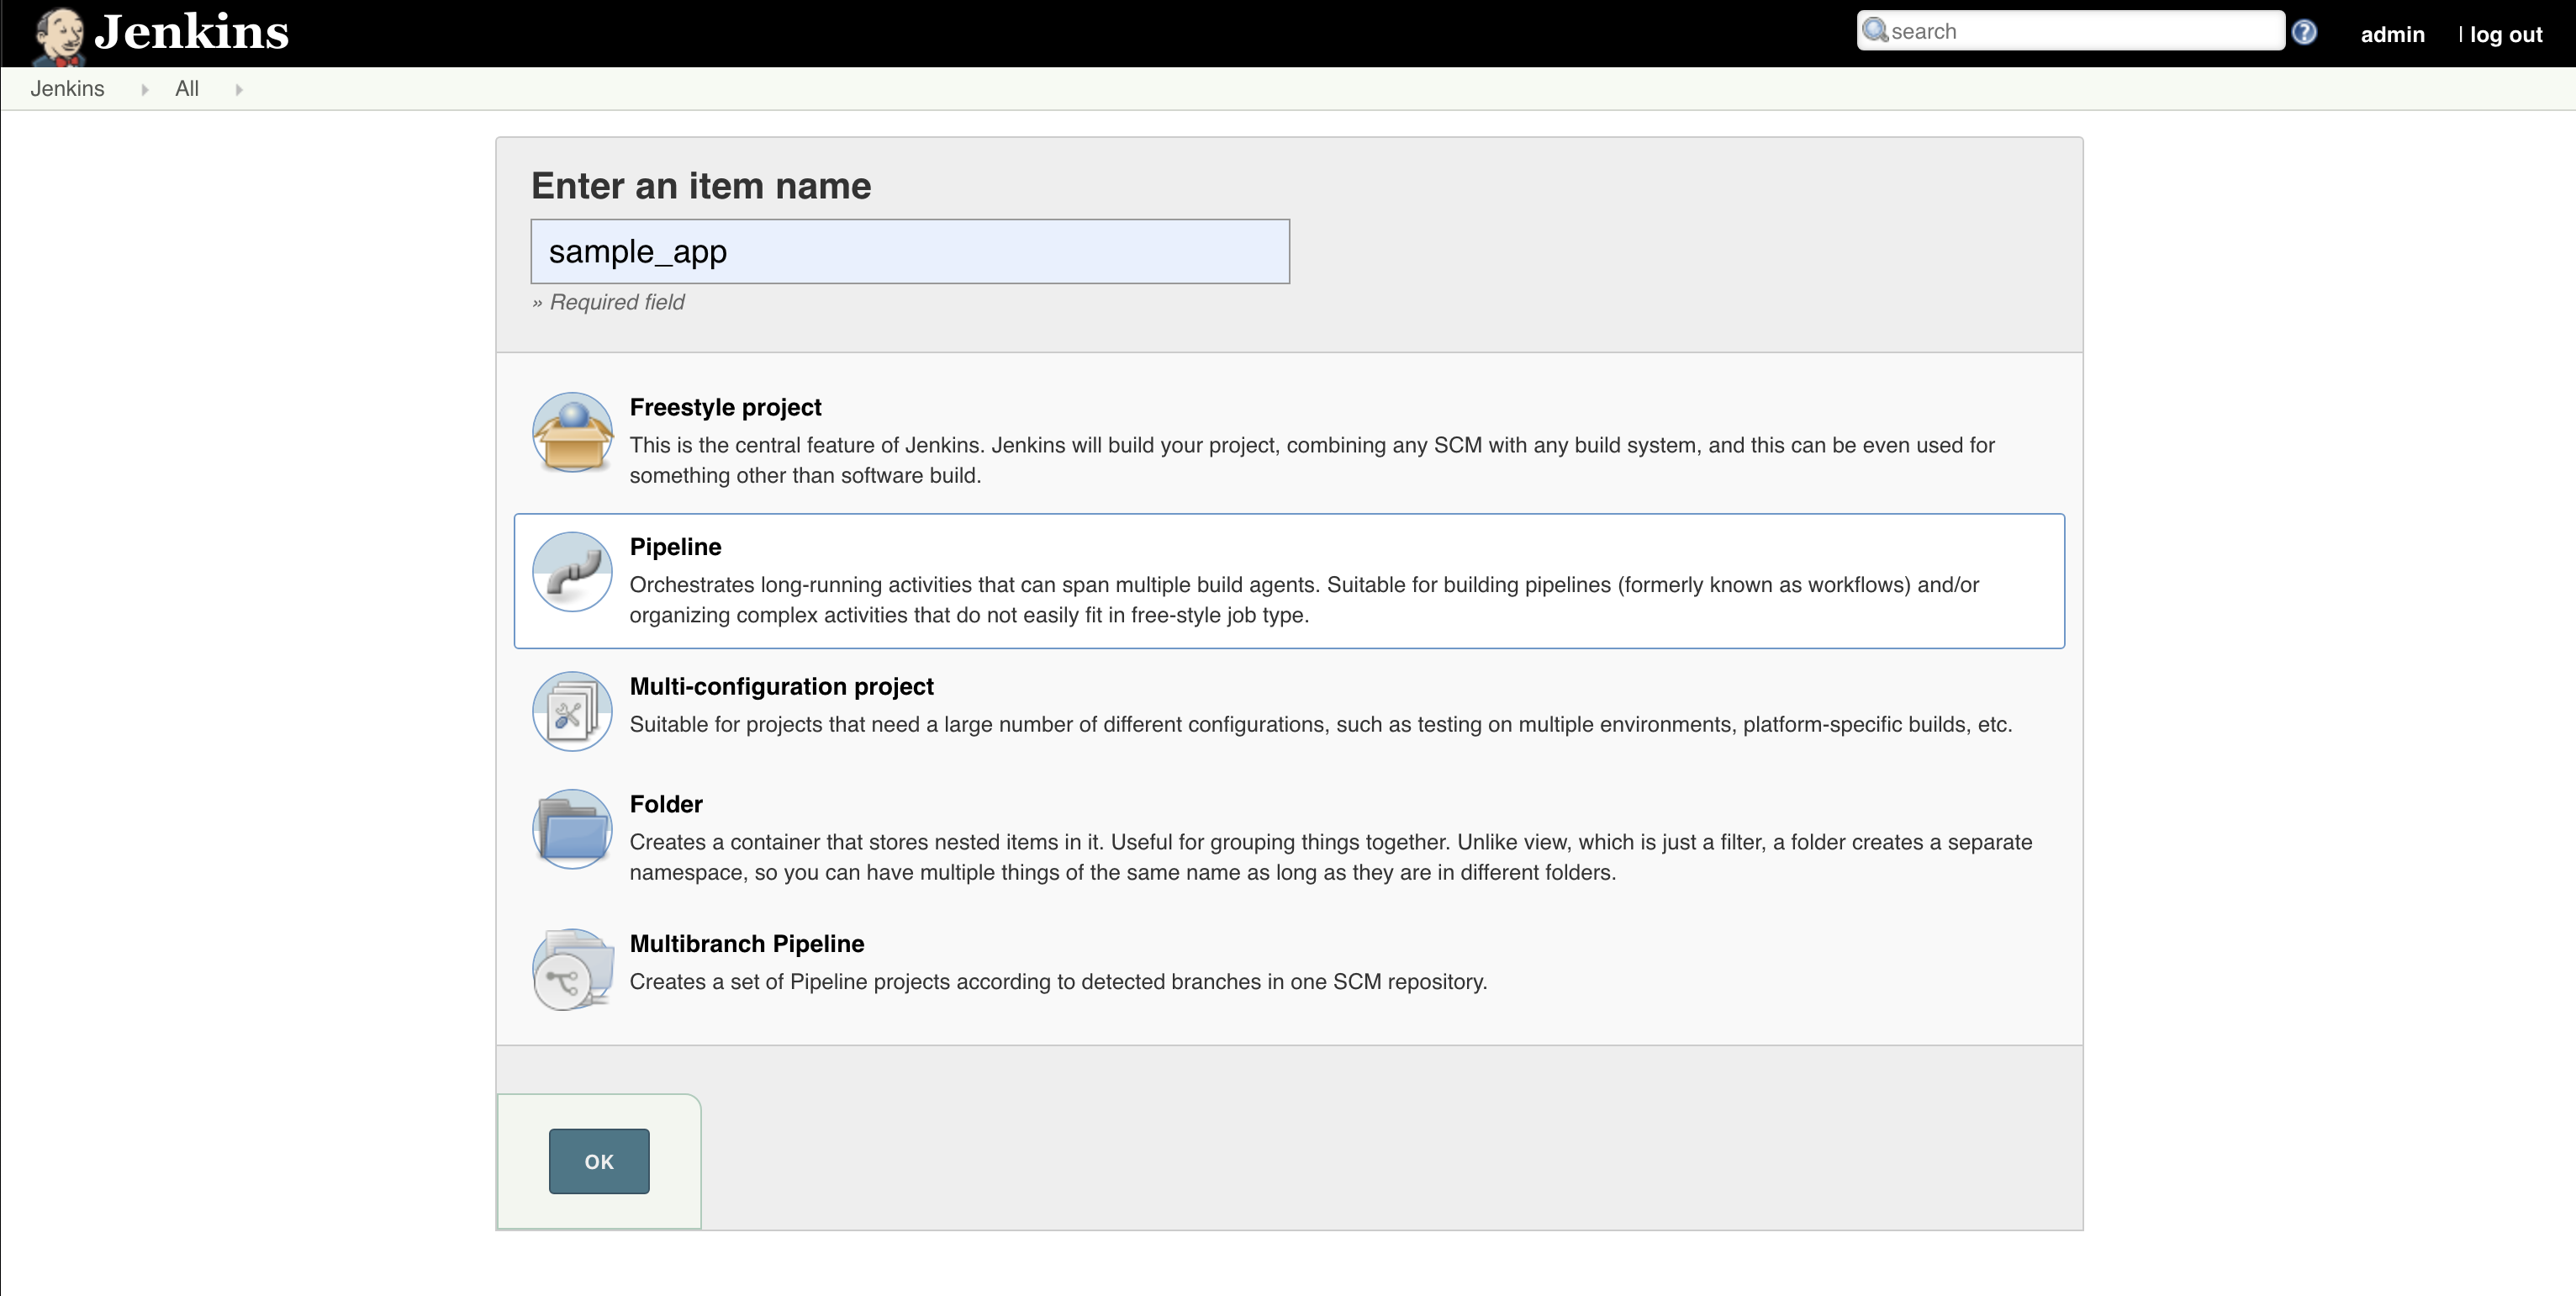 Jenkins
search
admin
| log out
Jenkins
All
Enter an item name
sample_app
» Required field
Freestyle project
This is the central feature of Jenkins. Jenkins will build your project, combining any SCM with any build system, and this can be even used for
something other than software build.
Pipeline
Orchestrates long-running activities that can span multiple build agents. Suitable for building pipelines (formerly known as workflows) and/or
organizing complex activities that do not easily fit in free-style job type.
Multi-configuration project
Suitable for projects that need a large number of different configurations, such as testing on multiple environments, platform-specific builds, etc.
Folder
Creates a container that stores nested items in it. Useful for grouping things together. Unlike view, which is just a filter, a folder creates a separate
namespace, so you can have multiple things of the same name as long as they are in different folders.
Multibranch Pipeline
Creates a set of Pipeline projects according to detected branches in one SCM repository.
OK